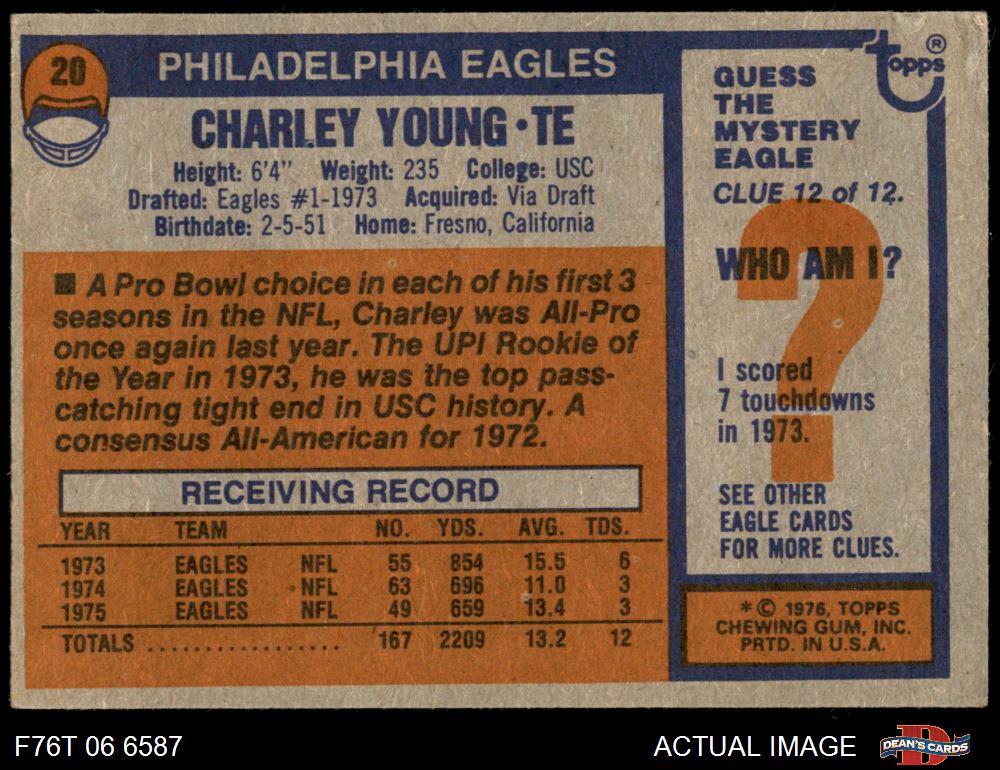 20
PHILADELPHIA EAGLES
CHARLEY YOUNG • TE
Height: 6'4" Weight: 235 College: USC
Drafted: Eagles #1-1973 Acquired: Via Draft
Birthdate: 2-5-51 Home: Fresno, California
■ A Pro Bowl choice in each of his first 3
seasons in the NFL, Charley was All-Pro
once again last year. The UPI Rookie of
the Year in 1973, he was the top pass-
catching tight end in USC history. A
consensus All-American for 1972.
RECEIVING RECORD
YEAR TEAM NO. YDS. AVG. TDS.
1973 EAGLES NFL 55 854 15.5 6
1974 EAGLES NFL 63 696 11.0 3
1975 EAGLES NFL 49 659 13.4 3
TOTALS .................. 167 2209 13.2 12
topps ®
GUESS
THE
MYSTERY
EAGLE
CLUE 12 of 12.
?
WHO AM I?
I scored
7 touchdowns
in 1973.
SEE OTHER
EAGLE CARDS
FOR MORE CLUES.
* © 1976, TOPPS
CHEWING GUM, INC.
PRTD. IN U.S.A.
F76T 06 6587
ACTUAL IMAGE
DEAN'S CARDS